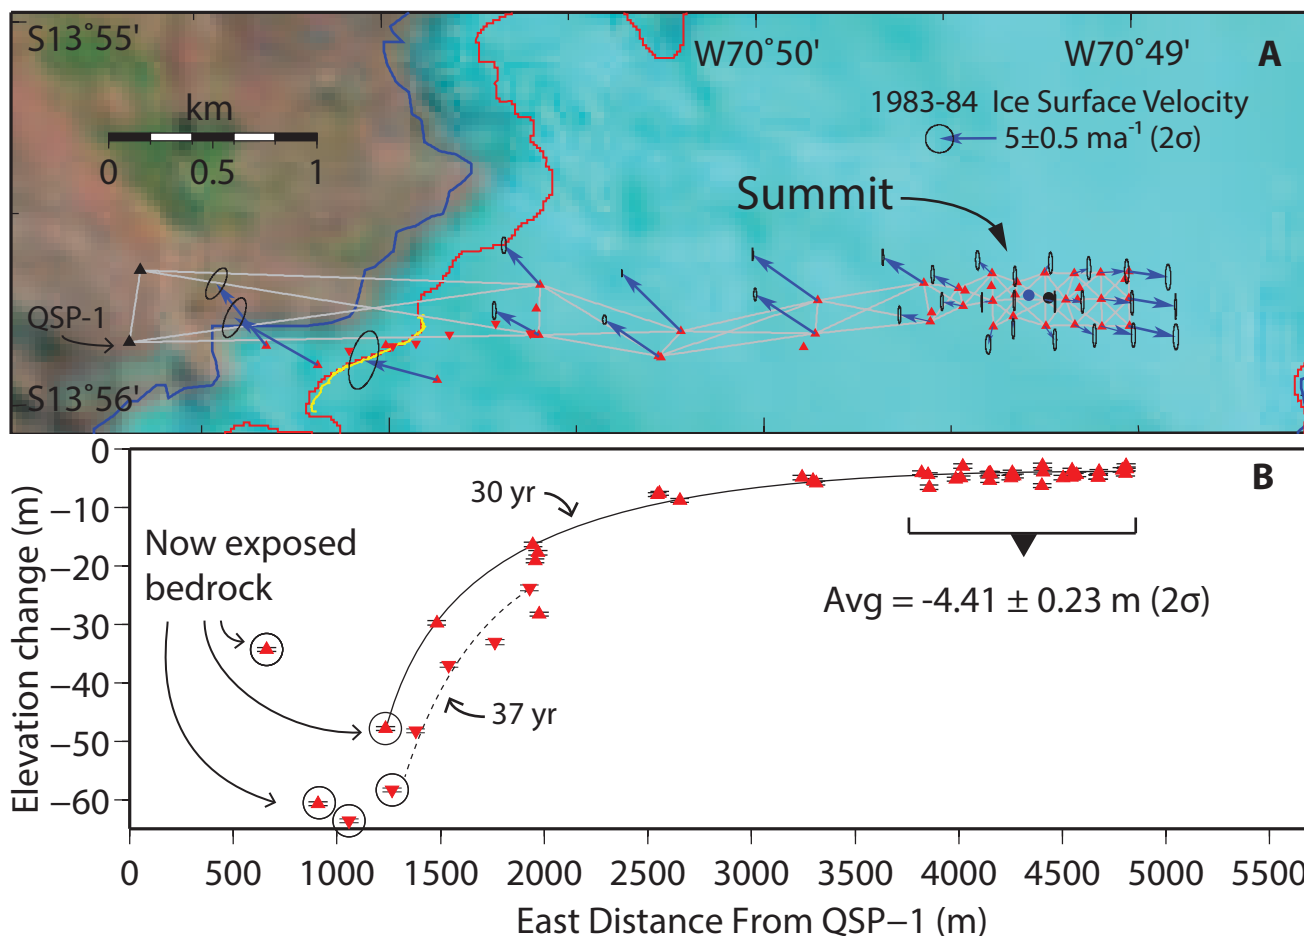 S13°55'
W70°50'
W70°49'
A
km
0 0.5 1
1983-84 Ice Surface Velocity
5±0.5 ma⁻¹ (2σ)
Summit
QSP-1
S13°56'
B
Elevation change (m)
0
−10
−20
−30
−40
−50
−60
30 yr
Now exposed
bedrock
Avg = -4.41 ± 0.23 m (2σ)
37 yr
0 500 1000 1500 2000 2500 3000 3500 4000 4500 5000 5500
East Distance From QSP−1 (m)